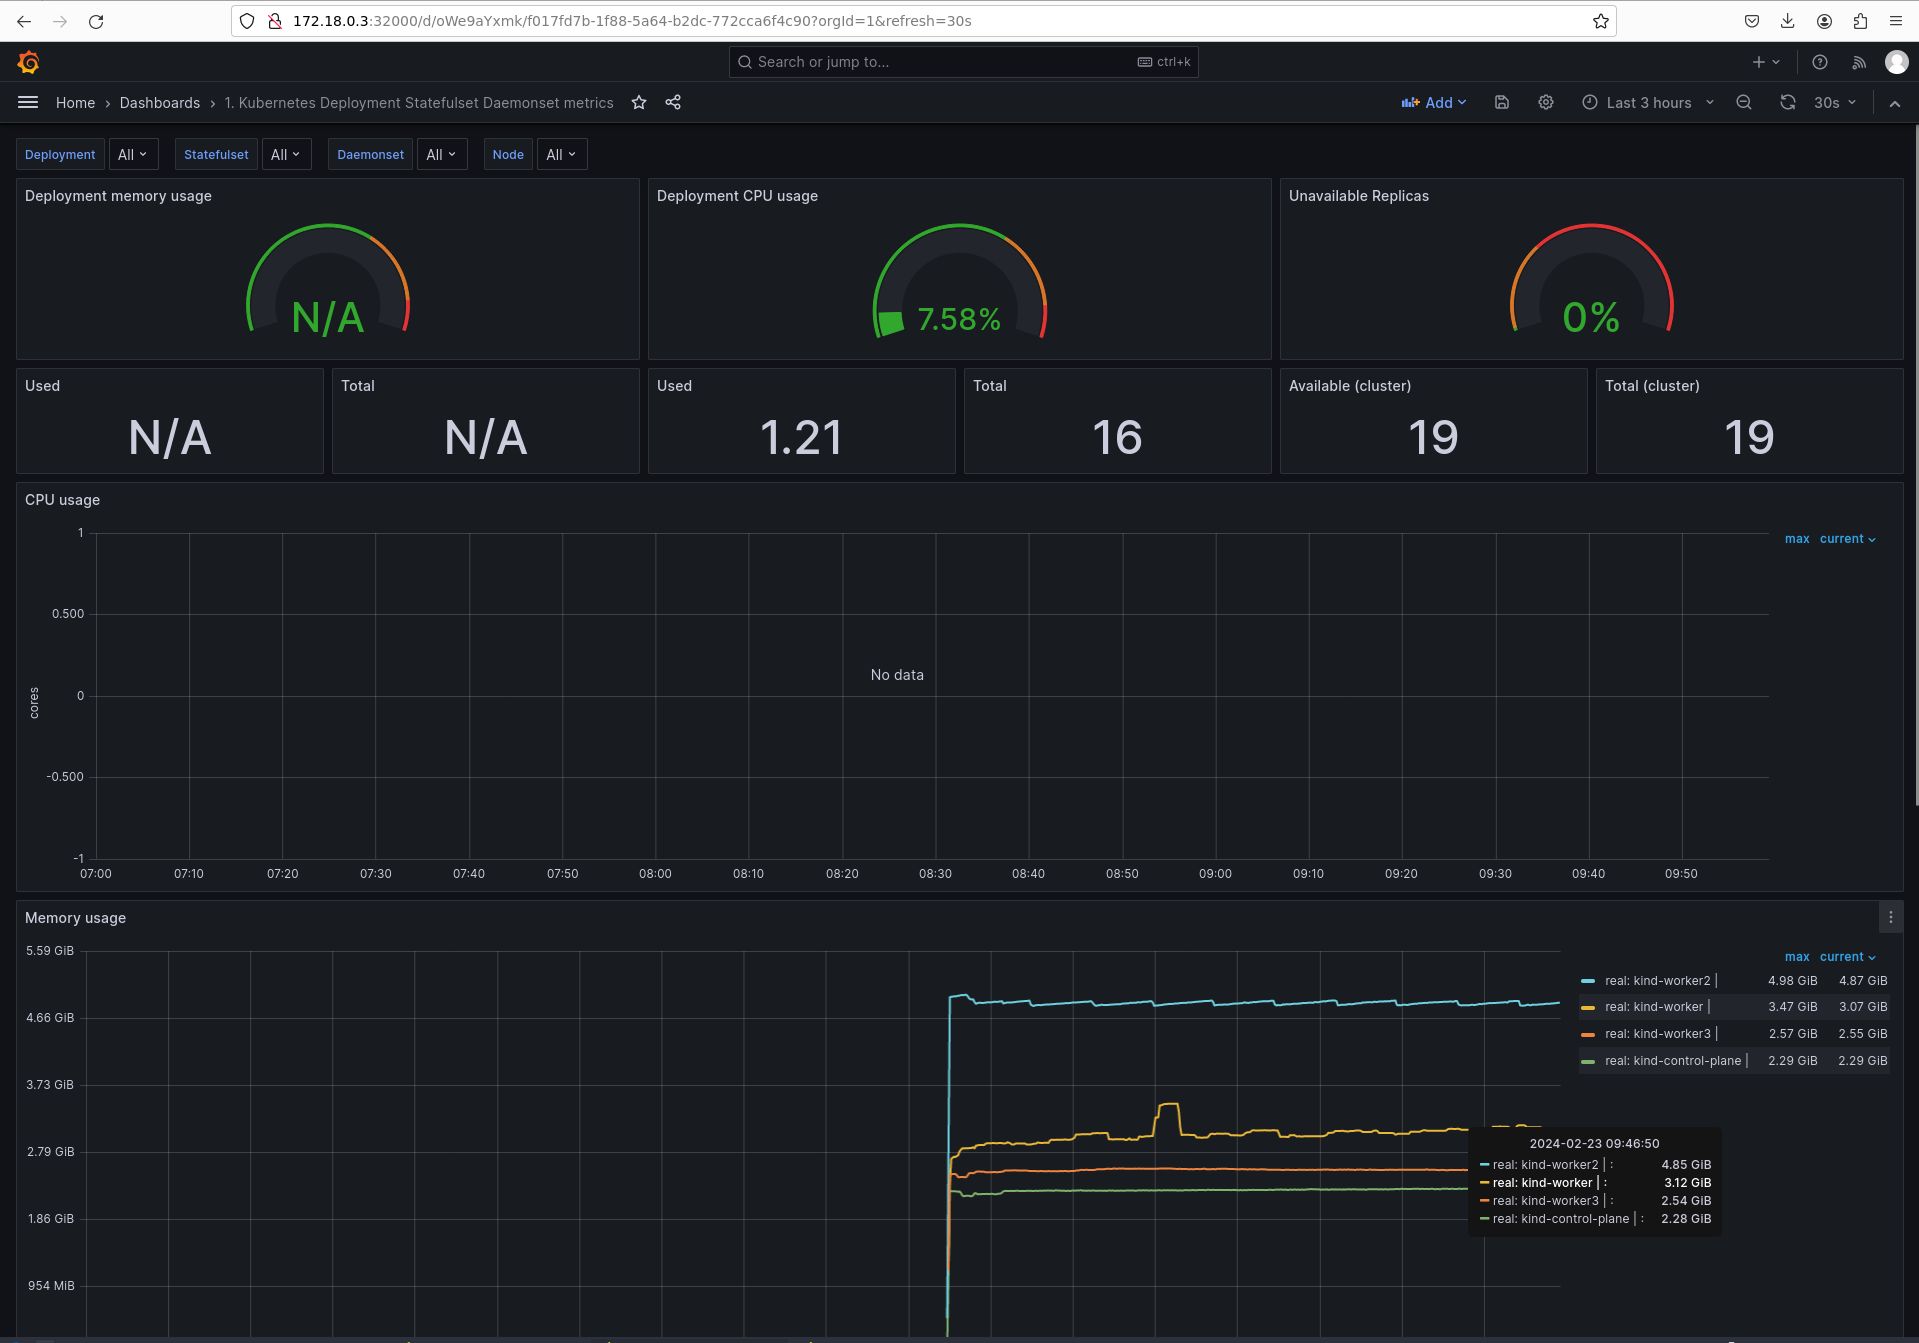 172.18.0.3:32000/d/oWe9aYxmk/f017fd7b-1f88-5a64-b2dc-772cca6f4c90?orgId=1&refresh=30s
Search or jump to... ctrl+k
Home › Dashboards › 1. Kubernetes Deployment Statefulset Daemonset metrics Add Last 3 hours 30s
Deployment All Statefulset All Daemonset All Node All
Deployment memory usage
N/A
Deployment CPU usage
7.58%
Unavailable Replicas
0%
Used
N/A
Total
N/A
Used
1.21
Total
16
Available (cluster)
19
Total (cluster)
19
CPU usage
max current
1
0.500
0
-0.500
-1
cores
No data
07:00 07:10 07:20 07:30 07:40 07:50 08:00 08:10 08:20 08:30 08:40 08:50 09:00 09:10 09:20 09:30 09:40 09:50
Memory usage
5.59 GiB
4.66 GiB
3.73 GiB
2.79 GiB
1.86 GiB
954 MiB
max current
real: kind-worker2 | 4.98 GiB 4.87 GiB
real: kind-worker | 3.47 GiB 3.07 GiB
real: kind-worker3 | 2.57 GiB 2.55 GiB
real: kind-control-plane | 2.29 GiB 2.29 GiB
2024-02-23 09:46:50
real: kind-worker2 | : 4.85 GiB
real: kind-worker | : 3.12 GiB
real: kind-worker3 | : 2.54 GiB
real: kind-control-plane | : 2.28 GiB